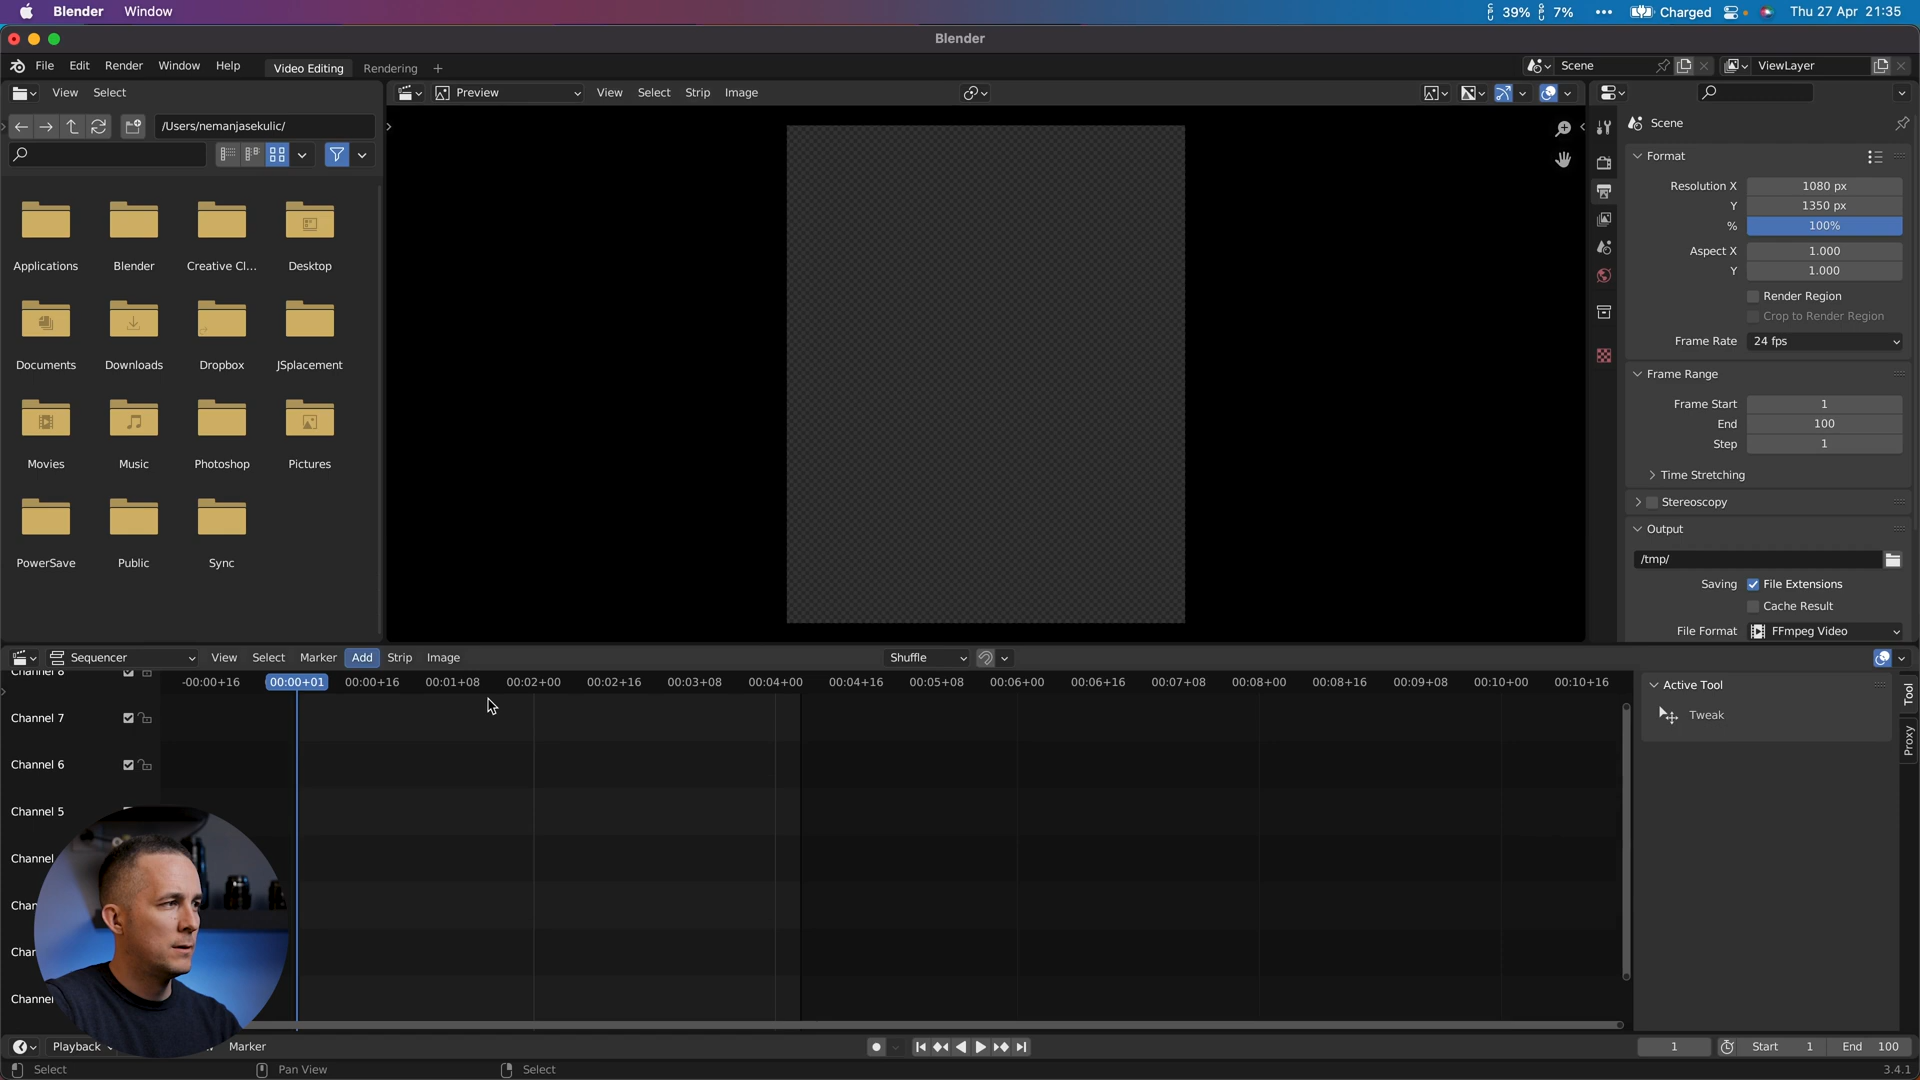 Blender Window 39% 7% Charged Thu 27 Apr 21:35
Blender
File Edit Render Window Help Video Editing Rendering + Scene ViewLayer
View Select Preview View Select Strip Image
/Users/nemanjasekulic/
Applications Blender Creative Cl... Desktop
Documents Downloads Dropbox JSplacement
Movies Music Photoshop Pictures
PowerSave Public Sync
Scene
Format
Resolution X 1080 px
Y 1350 px
% 100%
Aspect X 1.000
Y 1.000
Render Region
Crop to Render Region
Frame Rate 24 fps
Frame Range
Frame Start 1
End 100
Step 1
Time Stretching
Stereoscopy
Output
/tmp/
Saving File Extensions
Cache Result
File Format FFmpeg Video
Sequencer View Select Marker Add Strip Image Shuffle
-00:00+16 00:00+01 00:00+16 00:01+08 00:02+00 00:02+16 00:03+08 00:04+00 00:04+16 00:05+08 00:06+00 00:06+16 00:07+08 00:08+00 00:08+16 00:09+08 00:10+00 00:10+16
Channel 8
Channel 7
Channel 6
Channel 5
Channel
Char
Char
Channel
Active Tool
Tweak
Tool
Proxy
Playback Marker 1 Start 1 End 100
Select Pan View Select 3.4.1